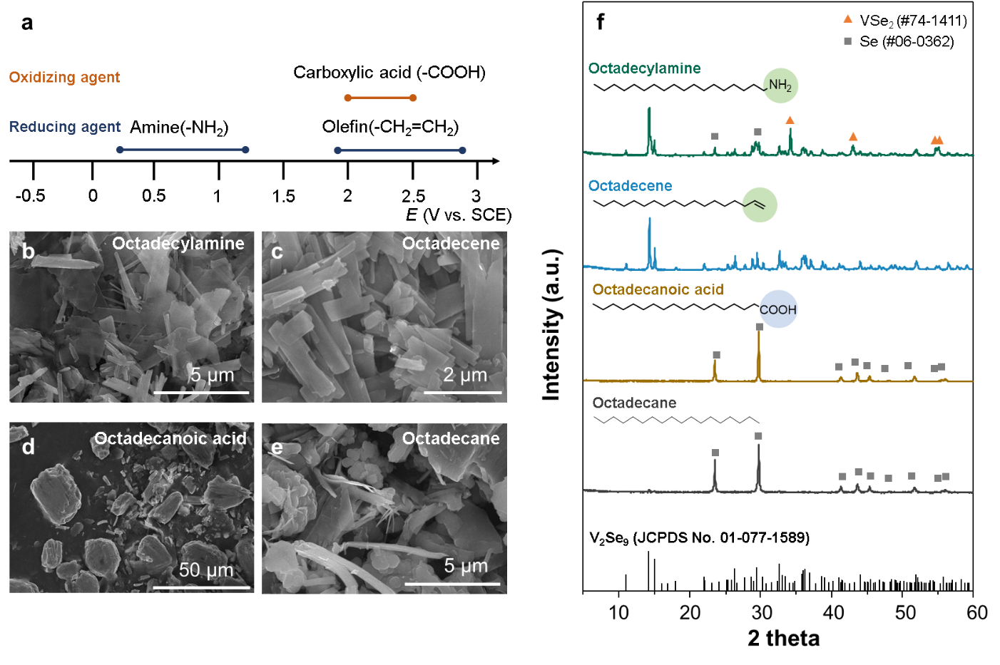 a
Oxidizing agent
Carboxylic acid (-COOH)
Reducing agent
Amine(-NH2)
Olefin(-CH2=CH2)
-0.5 0 0.5 1 1.5 2 2.5 3
E (V vs. SCE)
b
Octadecylamine
5 μm
c
Octadecene
2 μm
d
Octadecanoic acid
50 μm
e
Octadecane
5 μm
f
VSe2 (#74-1411)
Se (#06-0362)
Octadecylamine
NH2
Octadecene
Octadecanoic acid
COOH
Octadecane
V2Se9 (JCPDS No. 01-077-1589)
Intensity (a.u.)
10 20 30 40 50 60
2 theta